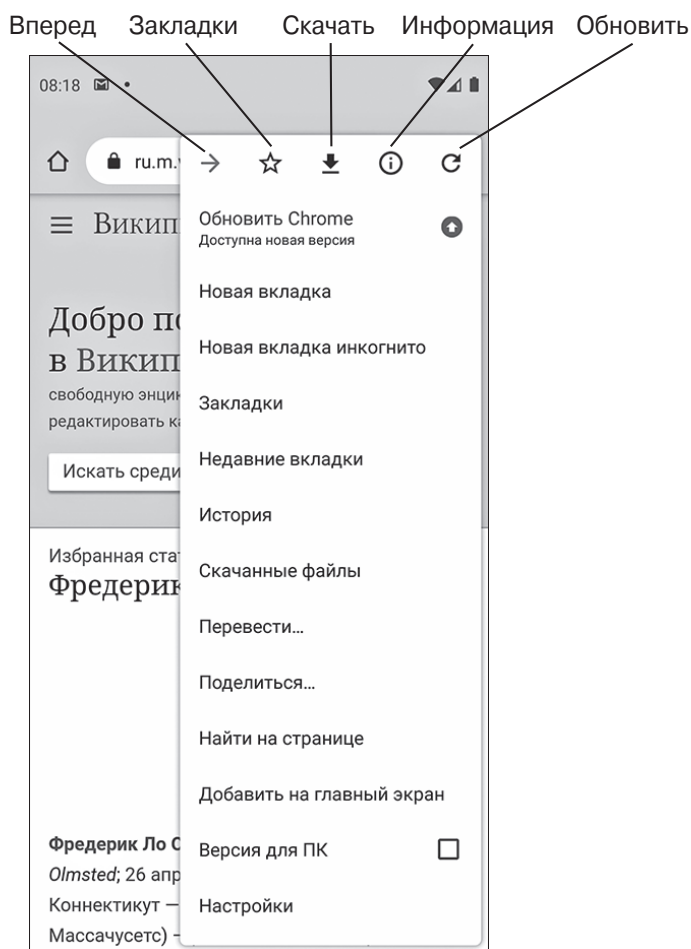 Вперед Закладки Скачать Информация Обновить
08:18
ru.m.
Обновить Chrome
Доступна новая версия
Викип
Новая вкладка
Добро по
Новая вкладка инкогнито
в Викип
свободную энцик
Закладки
редактировать ка
Недавние вкладки
Искать среди
История
Избранная стат
Скачанные файлы
Фредерик
Перевести...
Поделиться...
Найти на странице
Добавить на главный экран
Фредерик Ло О
Версия для ПК
Olmsted; 26 апр
Коннектикут —
Настройки
Массачусетс) –